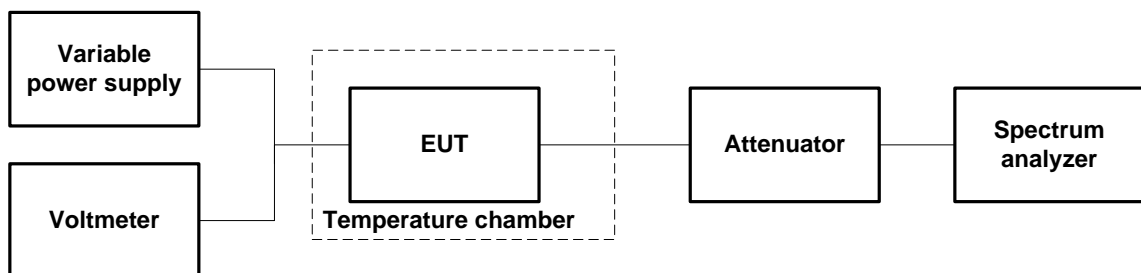 Variable
power supply
EUT
Attenuator
Spectrum
analyzer
Voltmeter
Temperature chamber